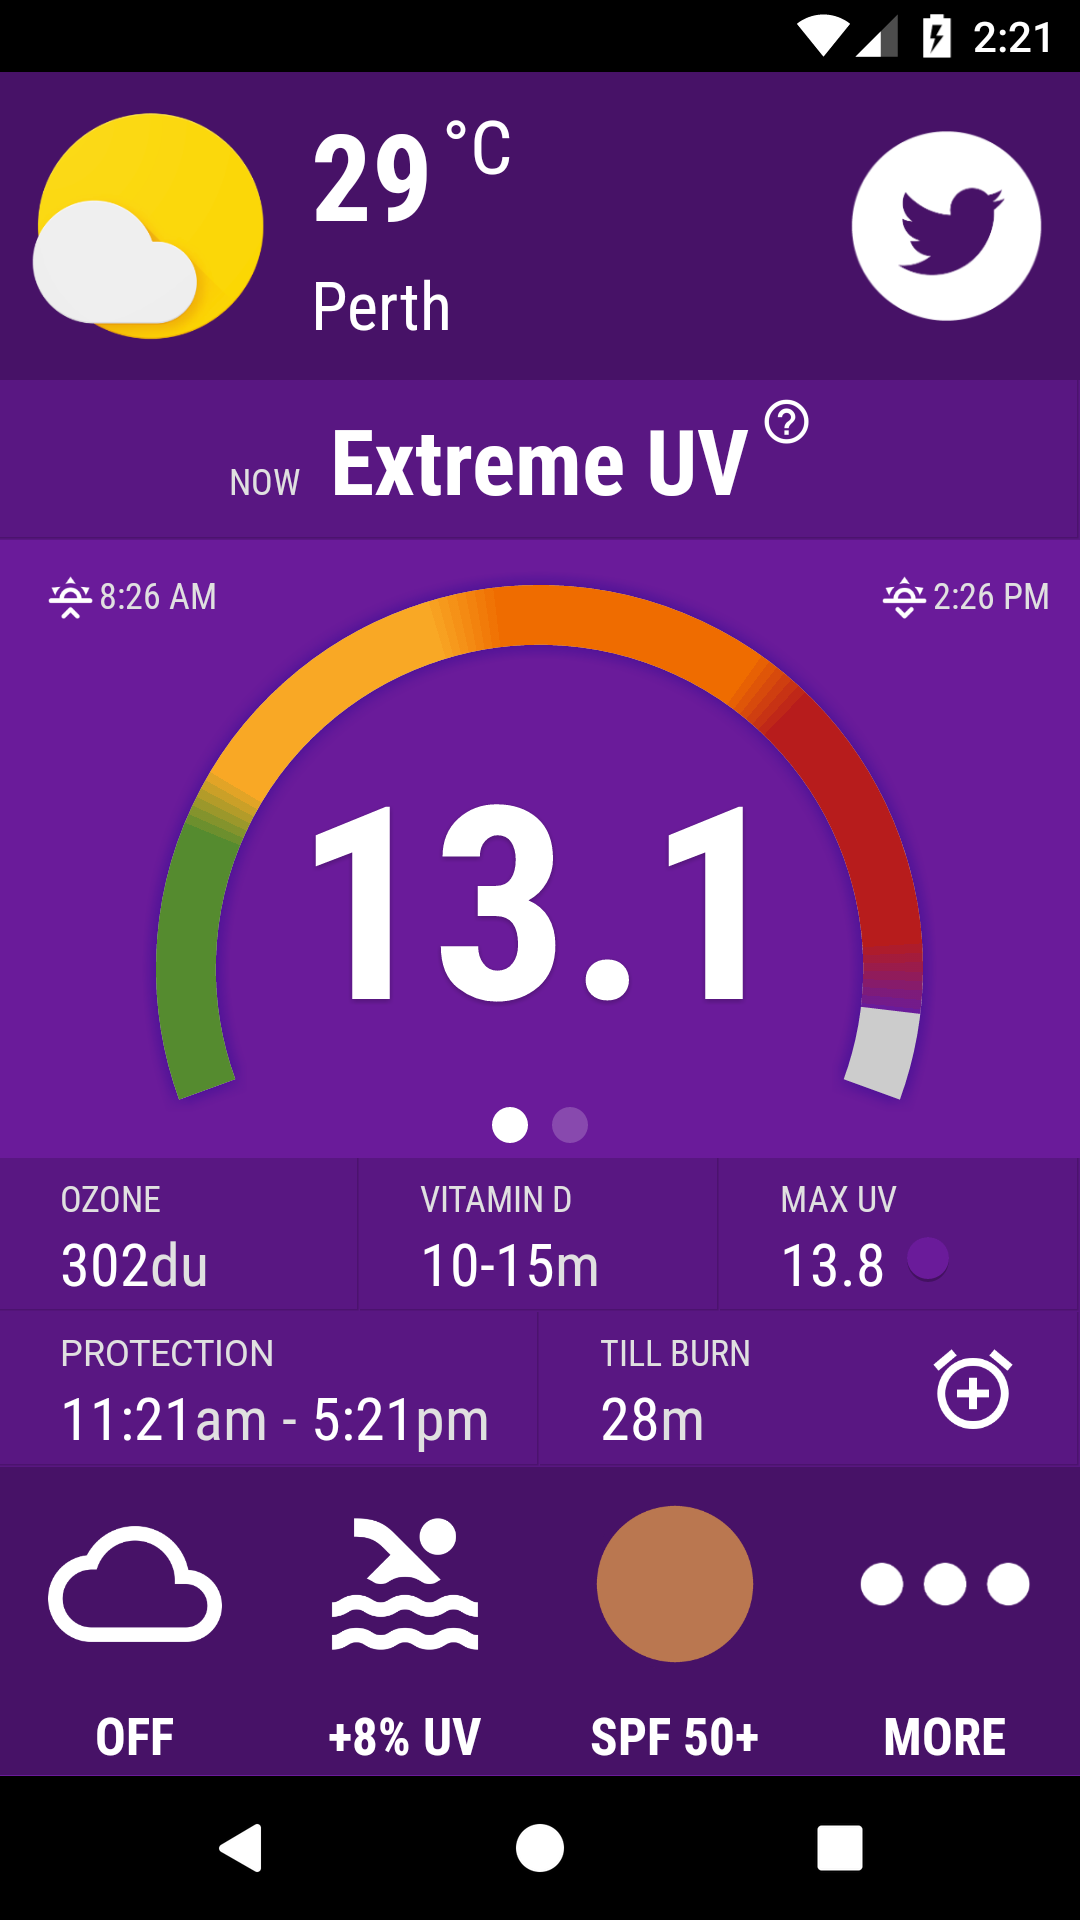 2:21
29 °C
Perth
NOW Extreme UV ?
8:26 AM
2:26 PM
13.1
OZONE VITAMIN D MAX UV
302du 10-15m 13.8
PROTECTION TILL BURN
11:21am - 5:21pm 28m
OFF +8% UV SPF 50+ MORE